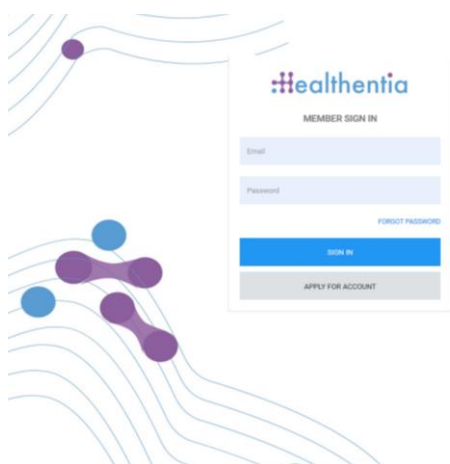 Healthentia
MEMBER SIGN IN
Email
Password
FORGOT PASSWORD
SIGN IN
APPLY FOR ACCOUNT